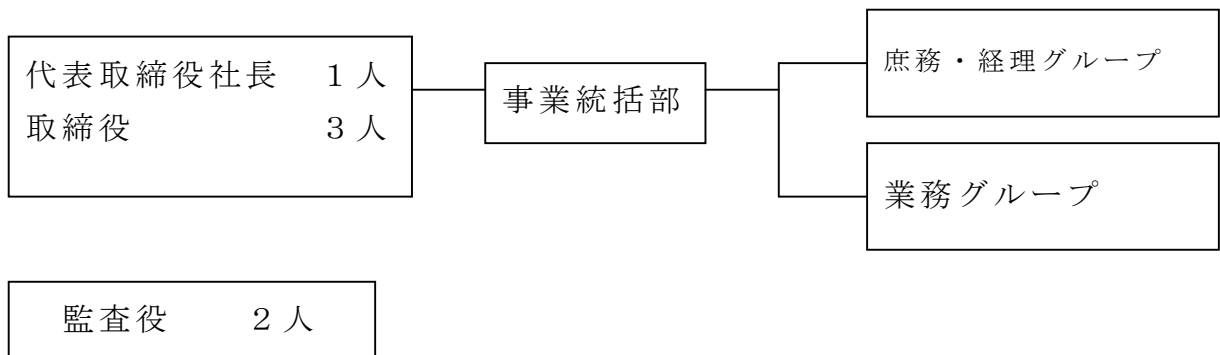 代表取締役社長　１人
取締役　　　　　３人
事業統括部
庶務・経理グループ
業務グループ
監査役　　２人